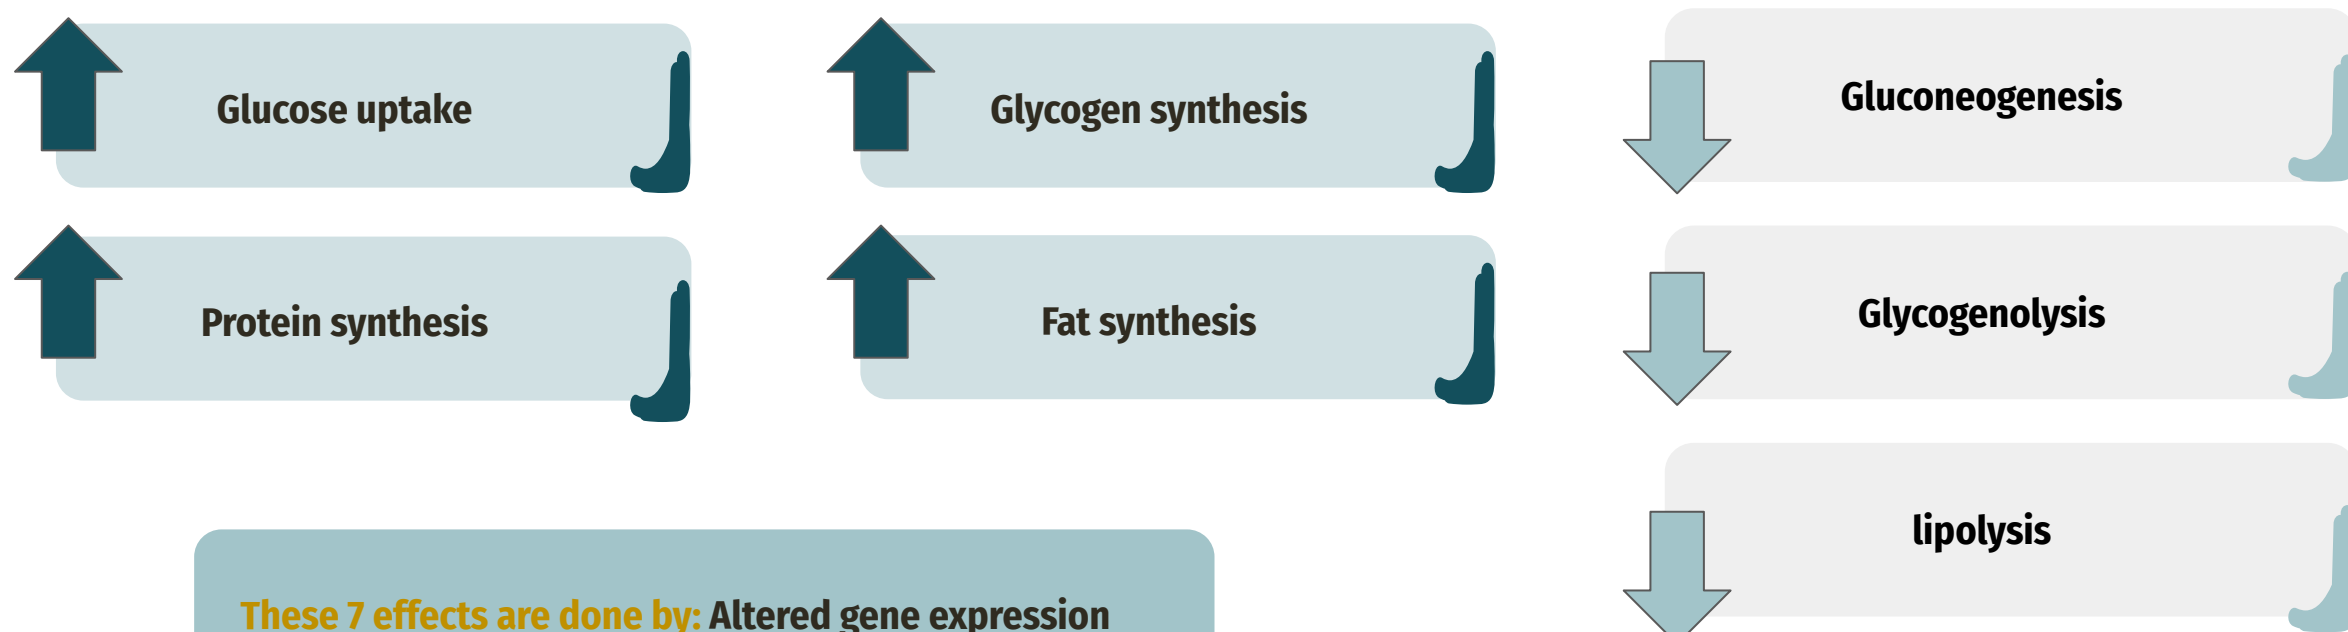 Glucose uptake
Glycogen synthesis
Gluconeogenesis
Protein synthesis
Fat synthesis
Glycogenolysis
lipolysis
These 7 effects are done by: Altered gene expression